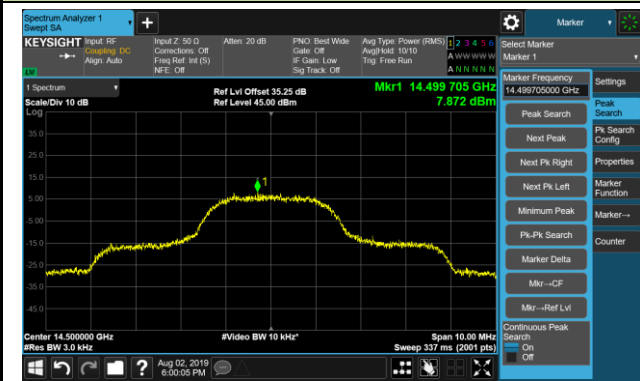 Spectrum Analyzer 1
Swept SA
Marker
KEYSIGHT
Input: RF
Coupling: DC
Align: Auto
Input Z: 50 Ω
Corrections: Off
Freq Ref: Int (S)
NFE: Off
Atten: 20 dB
PNO: Best Wide
Gate: Off
IF Gain: Low
Sig Track: Off
Avg Type: Power (RMS)
Avg|Hold: 10/10
Trig: Free Run
1 2 3 4 5 6
A W W W W W
A N N N N N
Select Marker
Marker 1
1 Spectrum
Scale/Div 10 dB
Log
Ref Lvl Offset 35.25 dB
Ref Level 45.00 dBm
Mkr1 14.499 705 GHz
7.872 dBm
35.0
25.0
15.0
5.00
-5.00
-15.0
-25.0
-35.0
-45.0
1
Center 14.500000 GHz
#Res BW 3.0 kHz
#Video BW 10 kHz*
Span 10.00 MHz
Sweep 337 ms (2001 pts)
Marker Frequency
14.499705000 GHz
Peak Search
Next Peak
Next Pk Right
Next Pk Left
Minimum Peak
Pk-Pk Search
Marker Delta
Mkr→CF
Mkr→Ref Lvl
Continuous Peak
Search
On
Off
Settings
Peak
Search
Pk Search
Config
Properties
Marker
Function
Marker→
Counter
Aug 02, 2019
6:00:05 PM